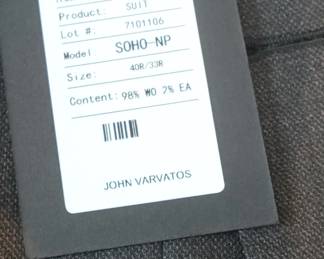 Product: SUIT
Lot #: 7101106
Model SOHO-NP
Size: 40R/33R
Content: 98% WO 2% EA
JOHN VARVATOS